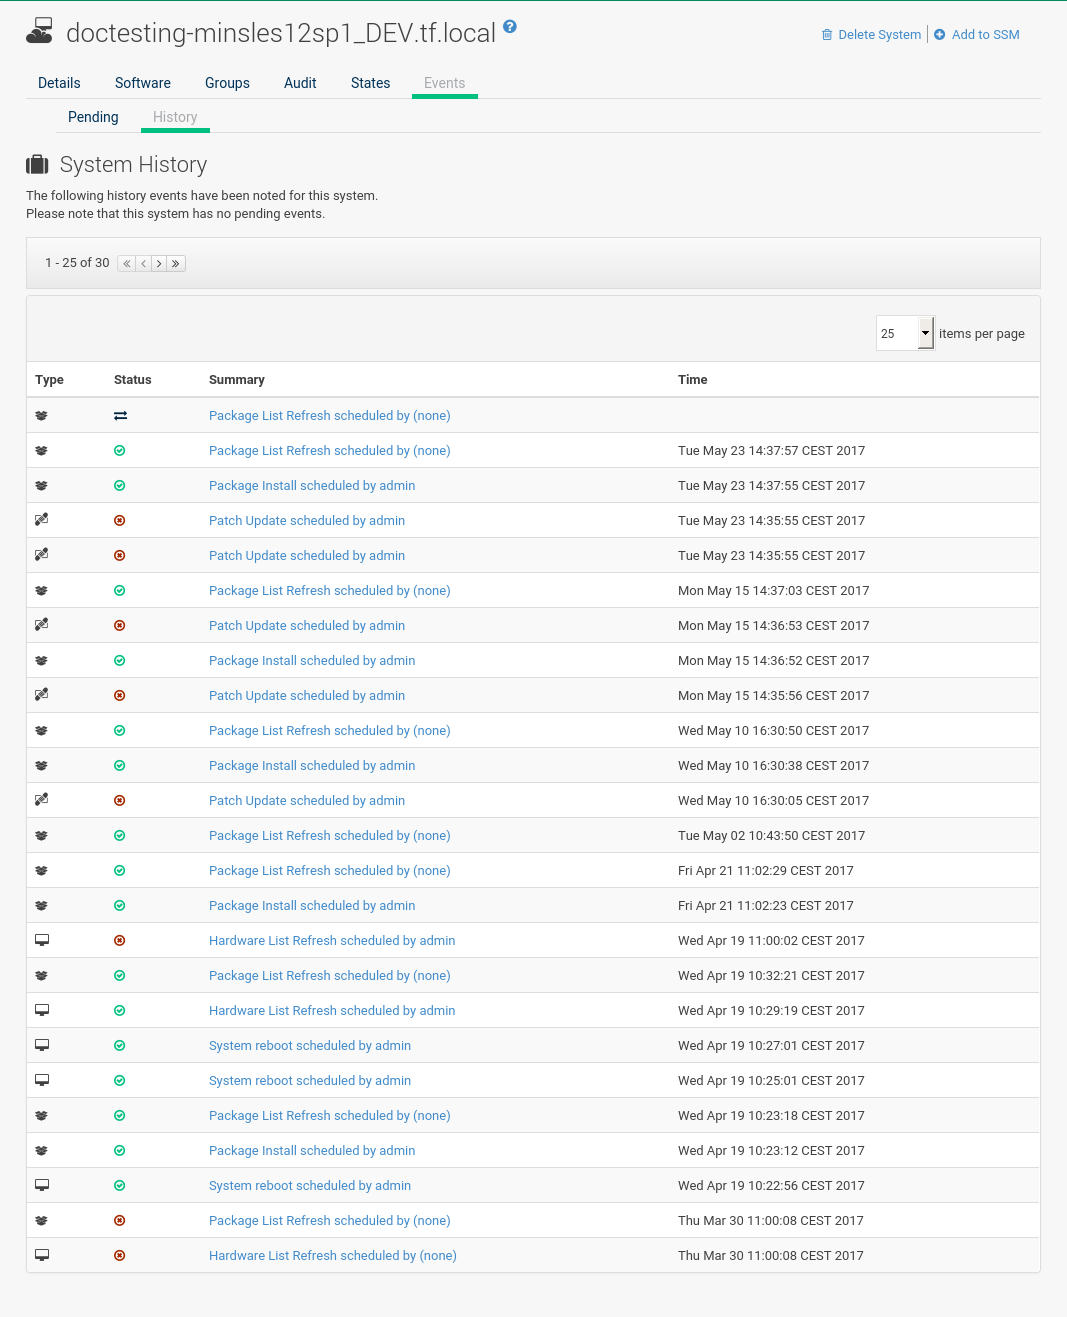 doctesting-minsles12sp1_DEV.tf.local ?
Delete System Add to SSM
Details Software Groups Audit States Events
Pending History
System History
The following history events have been noted for this system.
Please note that this system has no pending events.
1 - 25 of 30
25 items per page
Type Status Summary Time
Package List Refresh scheduled by (none)
Package List Refresh scheduled by (none) Tue May 23 14:37:57 CEST 2017
Package Install scheduled by admin Tue May 23 14:37:55 CEST 2017
Patch Update scheduled by admin Tue May 23 14:35:55 CEST 2017
Patch Update scheduled by admin Tue May 23 14:35:55 CEST 2017
Package List Refresh scheduled by (none) Mon May 15 14:37:03 CEST 2017
Patch Update scheduled by admin Mon May 15 14:36:53 CEST 2017
Package Install scheduled by admin Mon May 15 14:36:52 CEST 2017
Patch Update scheduled by admin Mon May 15 14:35:56 CEST 2017
Package List Refresh scheduled by (none) Wed May 10 16:30:50 CEST 2017
Package Install scheduled by admin Wed May 10 16:30:38 CEST 2017
Patch Update scheduled by admin Wed May 10 16:30:05 CEST 2017
Package List Refresh scheduled by (none) Tue May 02 10:43:50 CEST 2017
Package List Refresh scheduled by (none) Fri Apr 21 11:02:29 CEST 2017
Package Install scheduled by admin Fri Apr 21 11:02:23 CEST 2017
Hardware List Refresh scheduled by admin Wed Apr 19 11:00:02 CEST 2017
Package List Refresh scheduled by (none) Wed Apr 19 10:32:21 CEST 2017
Hardware List Refresh scheduled by admin Wed Apr 19 10:29:19 CEST 2017
System reboot scheduled by admin Wed Apr 19 10:27:01 CEST 2017
System reboot scheduled by admin Wed Apr 19 10:25:01 CEST 2017
Package List Refresh scheduled by (none) Wed Apr 19 10:23:18 CEST 2017
Package Install scheduled by admin Wed Apr 19 10:23:12 CEST 2017
System reboot scheduled by admin Wed Apr 19 10:22:56 CEST 2017
Package List Refresh scheduled by (none) Thu Mar 30 11:00:08 CEST 2017
Hardware List Refresh scheduled by (none) Thu Mar 30 11:00:08 CEST 2017